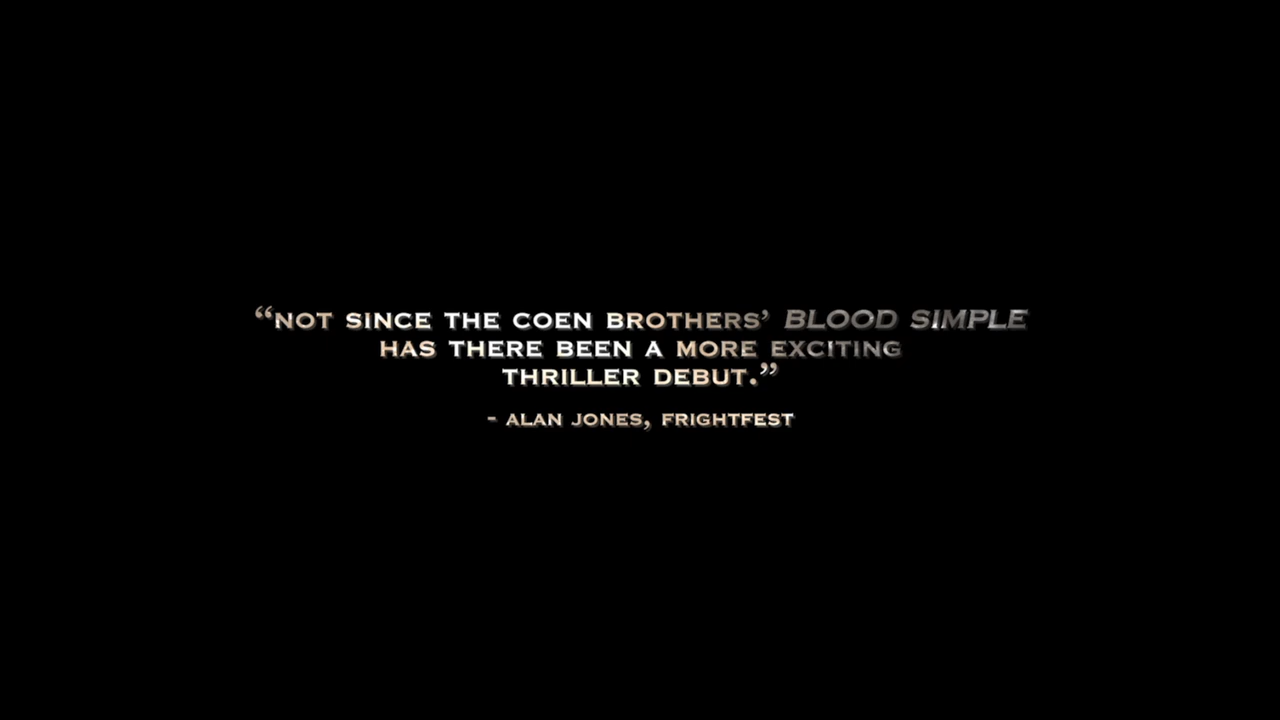 “NOT SINCE THE COEN BROTHERS’ BLOOD SIMPLE
HAS THERE BEEN A MORE EXCITING
THRILLER DEBUT.”
- ALAN JONES, FRIGHTFEST